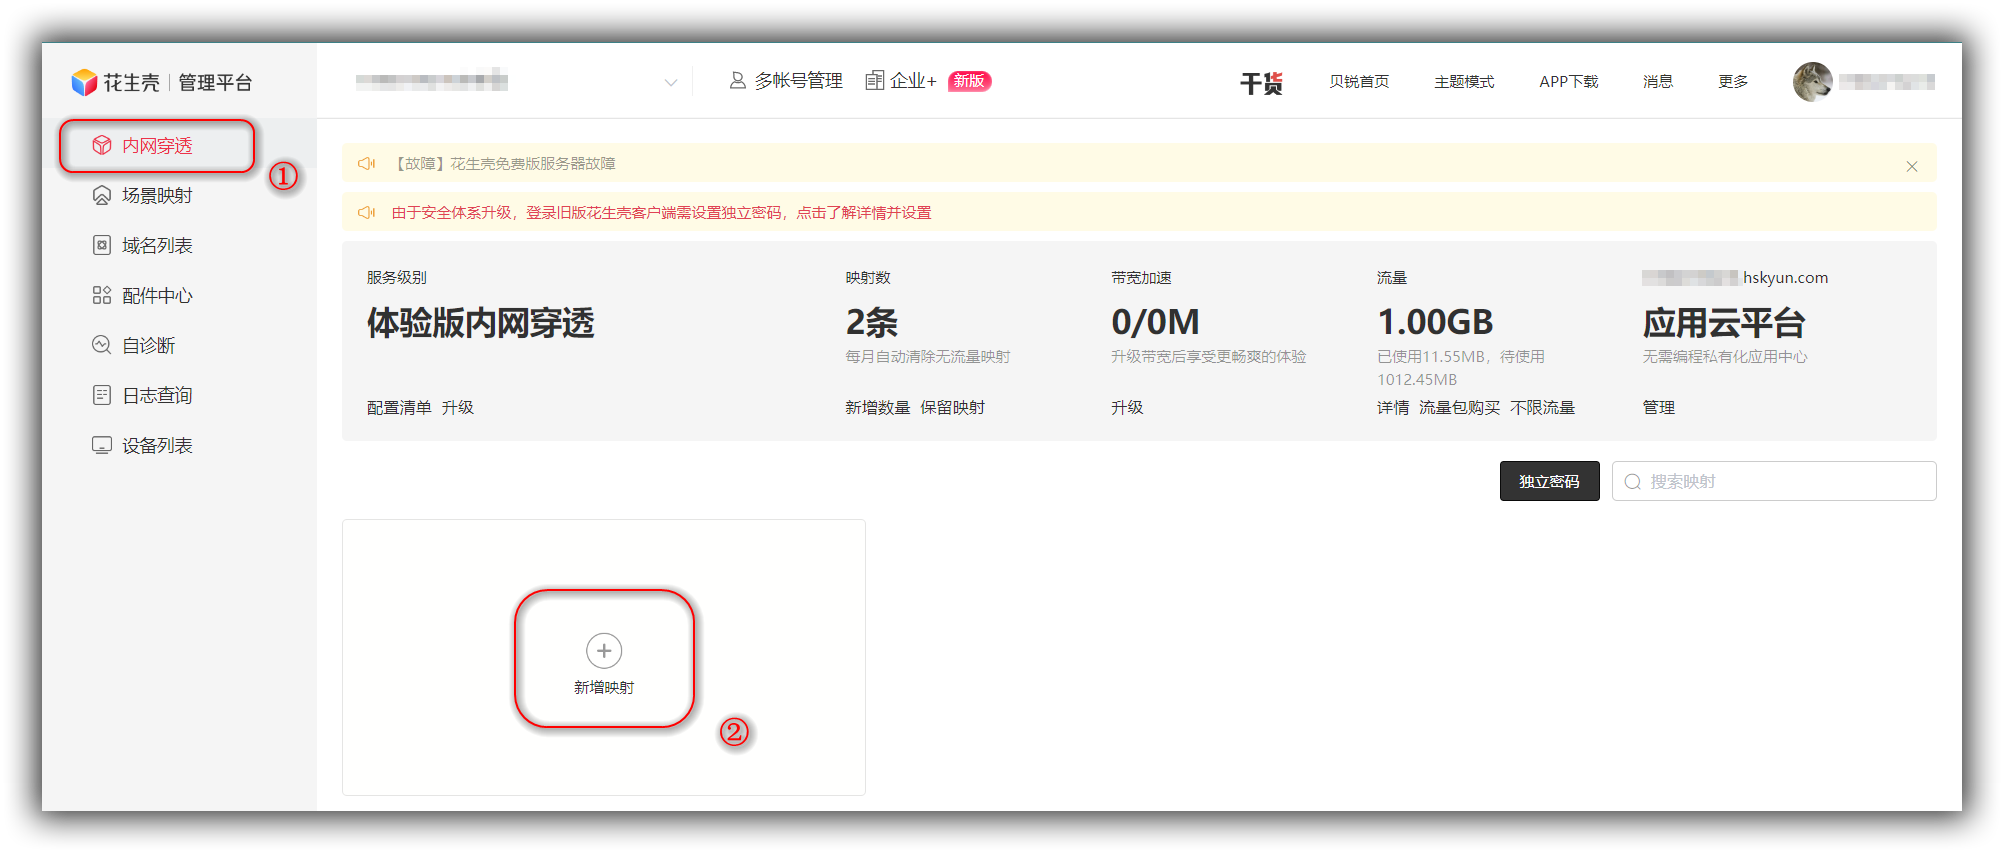 花生壳 管理平台
多帐号管理 企业+ 新版
干货 贝锐首页 主题模式 APP下载 消息 更多
内网穿透
①
场景映射
域名列表
配件中心
自诊断
日志查询
设备列表
【故障】花生壳免费版服务器故障
由于安全体系升级，登录旧版花生壳客户端需设置独立密码，点击了解详情并设置
服务级别
体验版内网穿透
配置清单 升级
映射数
2条
每月自动清除无流量映射
新增数量 保留映射
带宽加速
0/0M
升级带宽后享受更畅爽的体验
升级
流量
1.00GB
已使用11.55MB，待使用
1012.45MB
详情 流量包购买 不限流量
hskyun.com
应用云平台
无需编程私有化应用中心
管理
独立密码 搜索映射
新增映射
②